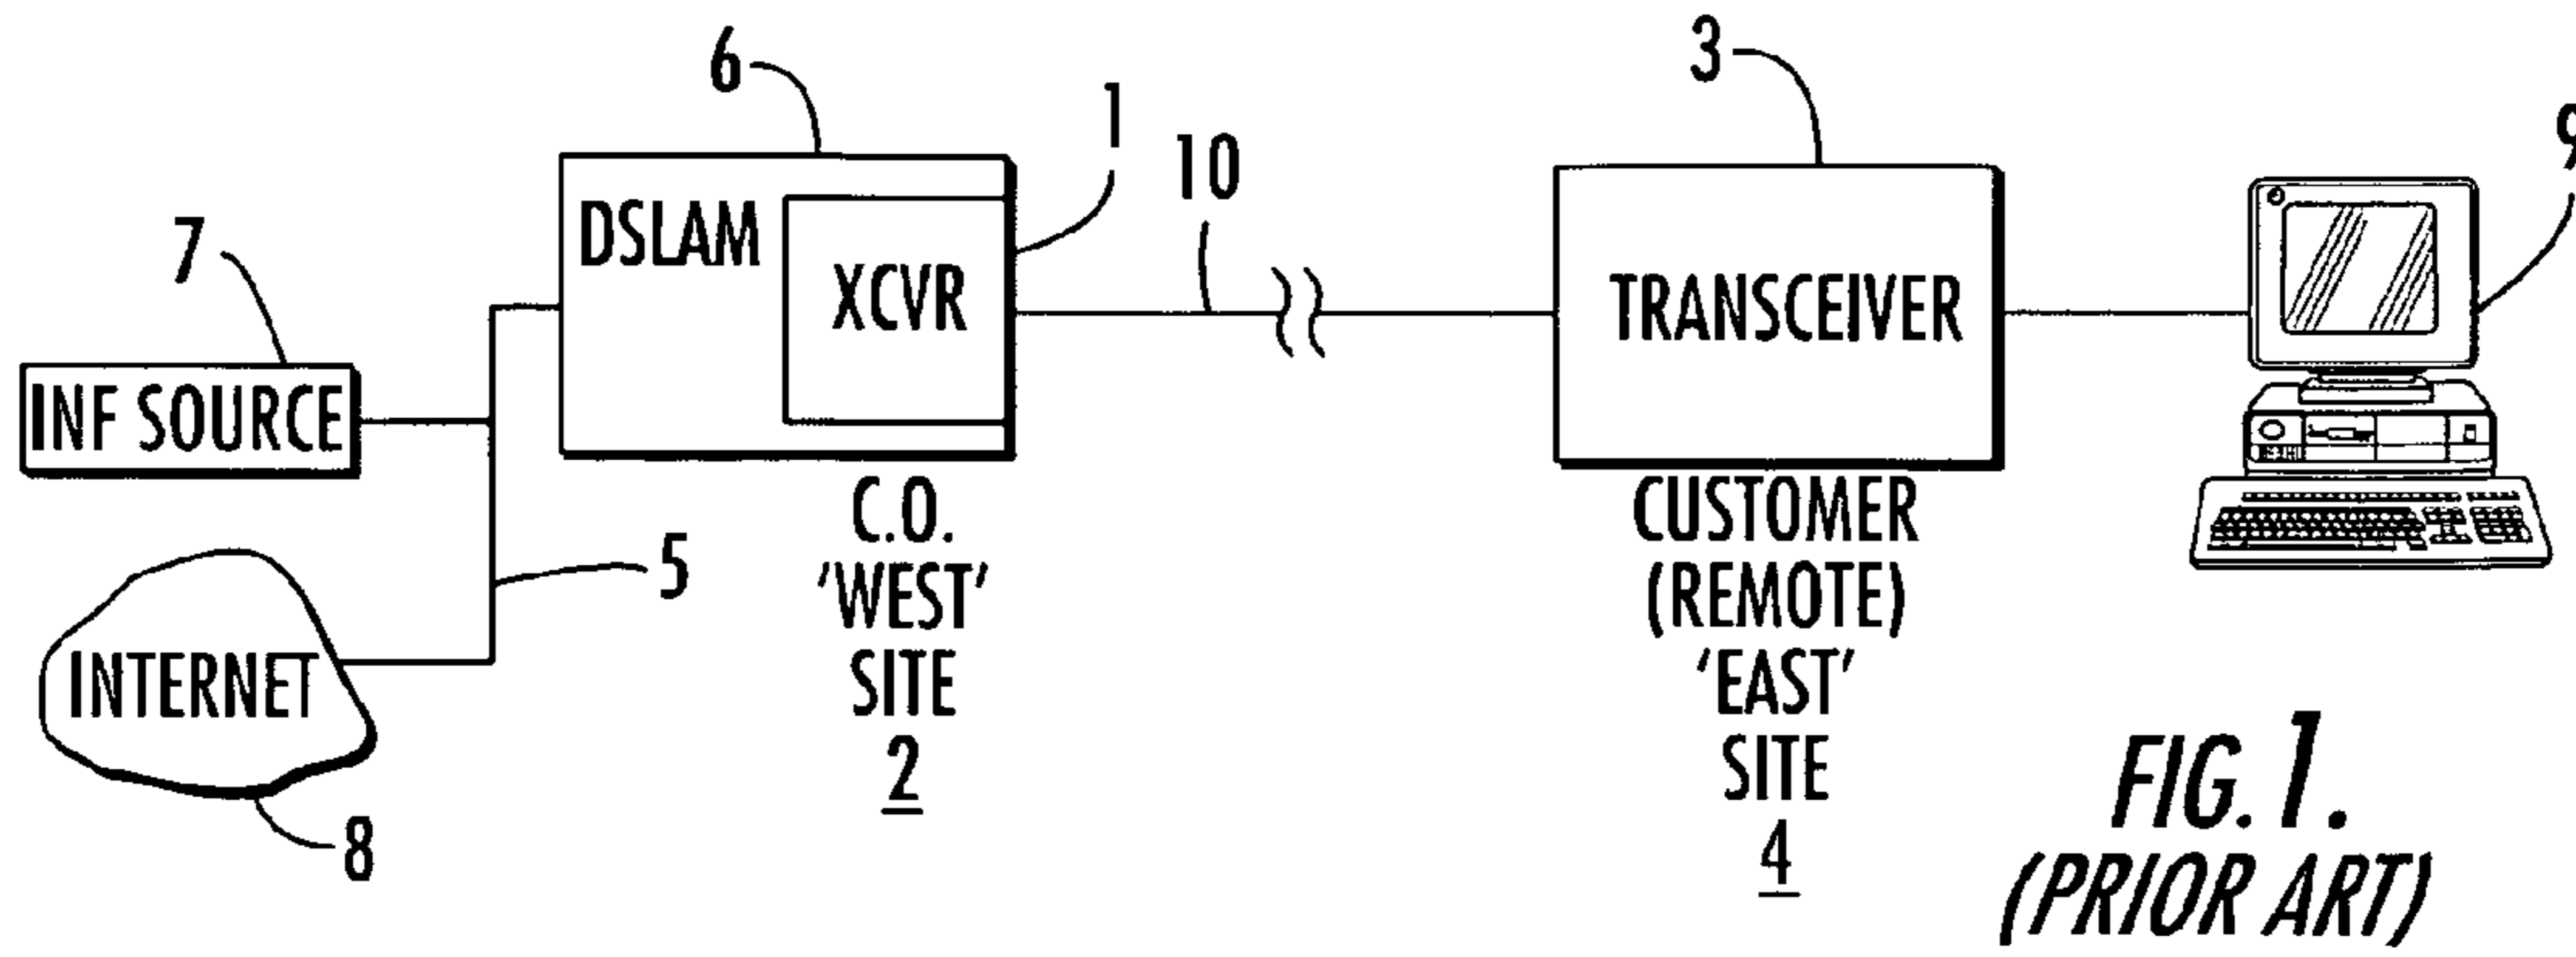 6
3
1
9
10
7
DSLAM
XCVR
TRANSCEIVER
INF SOURCE
C.O.
'WEST'
SITE
2
CUSTOMER
(REMOTE)
'EAST'
SITE
4
5
INTERNET
8
FIG. 1.
(PRIOR ART)